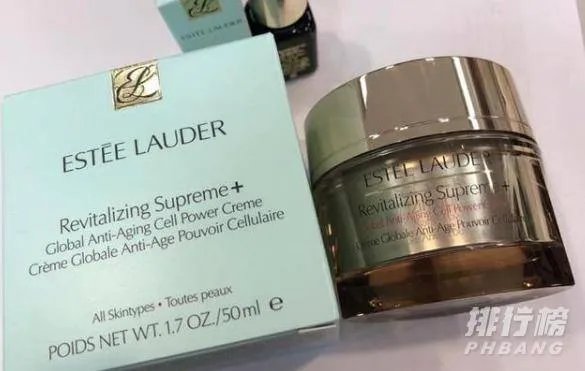 ESTĒE LAUDER
ESTĒE LAUDER
Revitalizing Supreme+
Global Anti-Aging Cell Power Creme
Crème Globale Anti-Age Pouvoir Cellulaire
All Skintypes • Toutes peaux
POIDS NET WT. 1.7 OZ./50 ml ℮
ESTĒE LAUDER
Revitalizing Supreme+
Global Anti-Aging Cell Power Creme
Crème Globale Anti-Age Pouvoir Cellulaire
排行榜
PHBANG